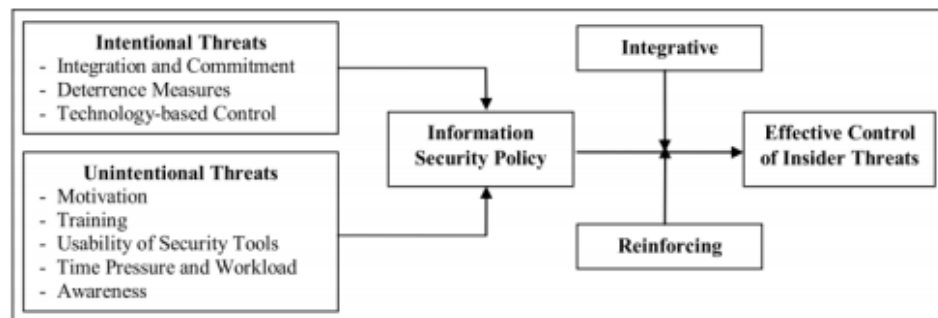 Intentional Threats
- Integration and Commitment
- Deterrence Measures
- Technology-based Control
Unintentional Threats
- Motivation
- Training
- Usability of Security Tools
- Time Pressure and Workload
- Awareness
Information
Security Policy
Integrative
Reinforcing
Effective Control
of Insider Threats